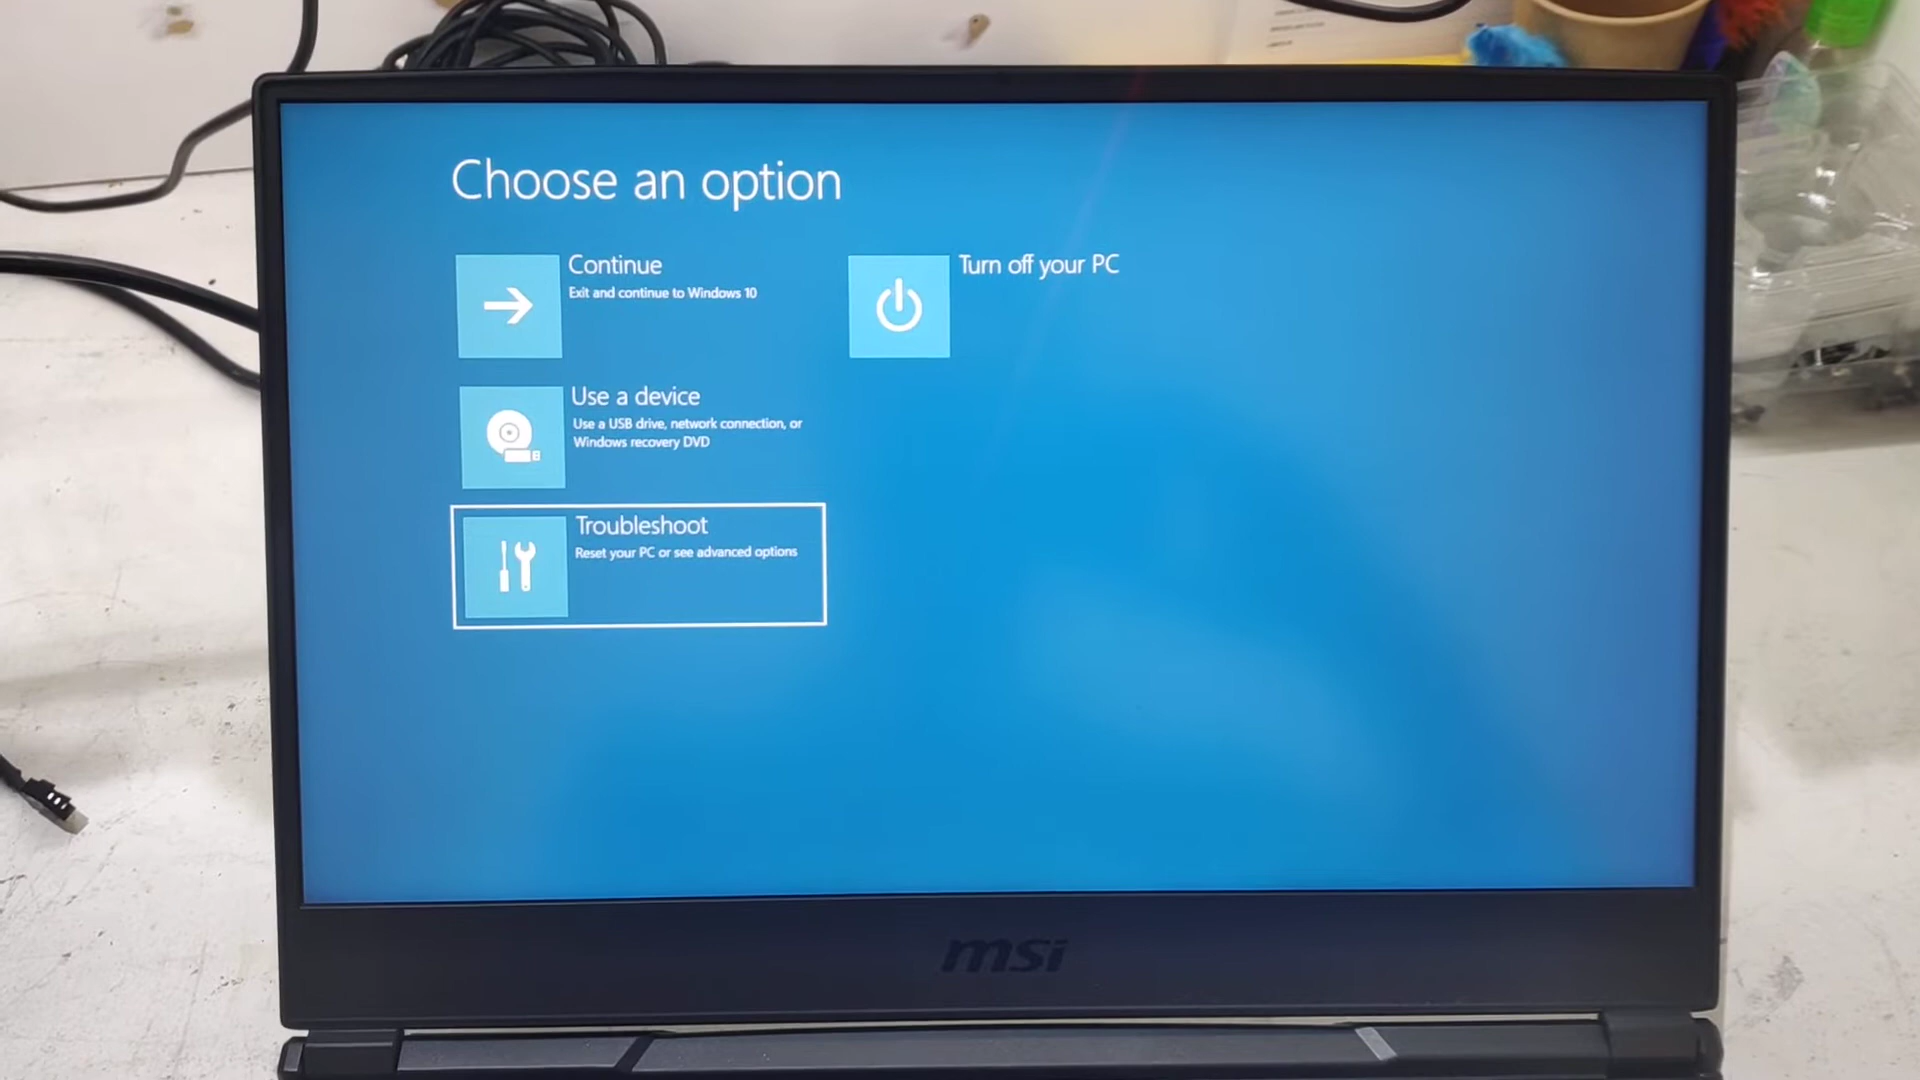 Choose an option
Continue
Exit and continue to Windows 10
Turn off your PC
Use a device
Use a USB drive, network connection, or
Windows recovery DVD
Troubleshoot
Reset your PC or see advanced options
msi